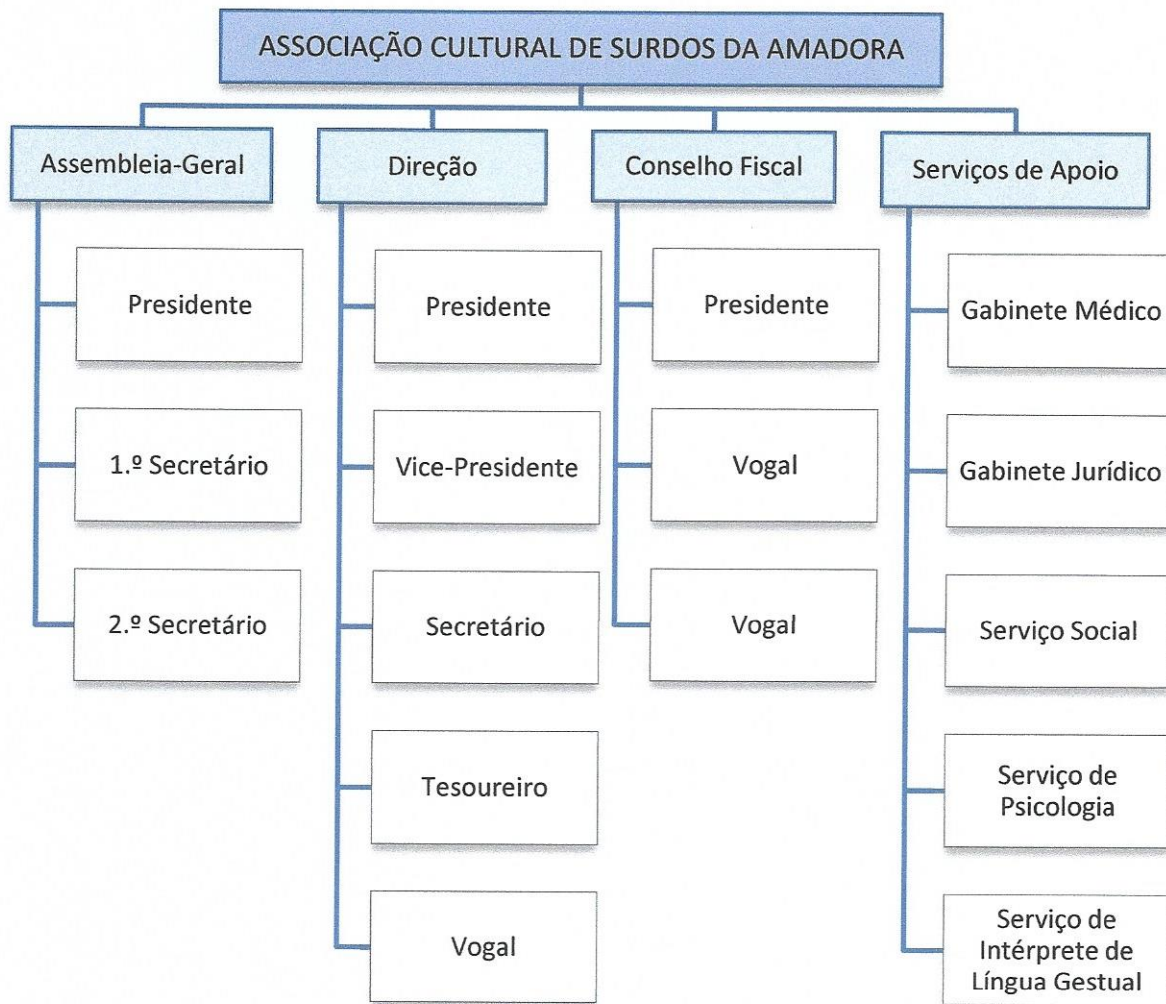 ASSOCIAÇÃO CULTURAL DE SURDOS DA AMADORA
Assembleia-Geral
Presidente
1.º Secretário
2.º Secretário
Direção
Presidente
Vice-Presidente
Secretário
Tesoureiro
Vogal
Conselho Fiscal
Presidente
Vogal
Vogal
Serviços de Apoio
Gabinete Médico
Gabinete Jurídico
Serviço Social
Serviço de
Psicologia
Serviço de
Intérprete de
Língua Gestual